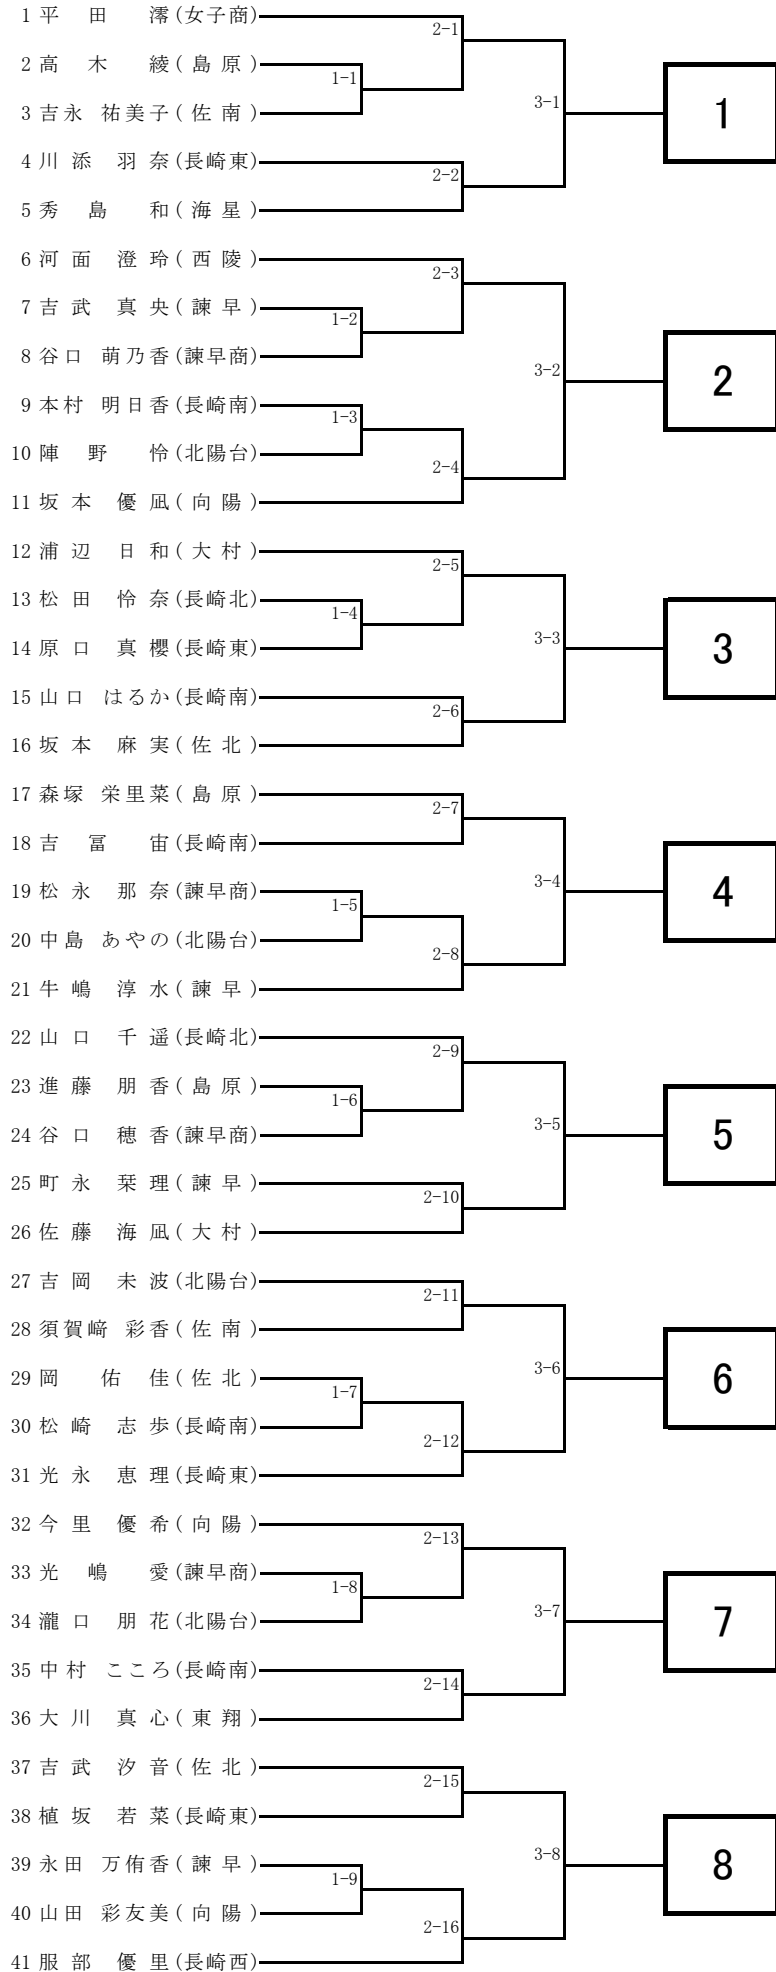 1 平田 澪 (女子商)
2-1
2 高木 綾 (島原)
1-1
3 吉永 祐美子 (佐南)
3-1
1
4 川添 羽奈 (長崎東)
2-2
5 秀島 和 (海星)
6 河面 澄玲 (西陵)
2-3
7 吉武 真央 (諫早)
1-2
8 谷口 萌乃香 (諫早商)
3-2
2
9 本村 明日香 (長崎南)
1-3
10 陣野 怜 (北陽台)
2-4
11 坂本 優凪 (向陽)
12 浦辺 日和 (大村)
2-5
13 松田 怜奈 (長崎北)
1-4
14 原口 真櫻 (長崎東)
3-3
3
15 山口 はるか (長崎南)
2-6
16 坂本 麻実 (佐北)
17 森塚 栄里菜 (島原)
2-7
18 吉冨 宙 (長崎南)
3-4
4
19 松永 那奈 (諫早商)
1-5
20 中島 あやの (北陽台)
2-8
21 牛嶋 淳水 (諫早)
22 山口 千遥 (長崎北)
2-9
23 進藤 朋香 (島原)
1-6
24 谷口 穂香 (諫早商)
3-5
5
25 町永 栞理 (諫早)
2-10
26 佐藤 海凪 (大村)
27 吉岡 未波 (北陽台)
2-11
28 須賀﨑 彩香 (佐南)
3-6
6
29 岡 佑佳 (佐北)
1-7
30 松崎 志歩 (長崎南)
2-12
31 光永 恵理 (長崎東)
32 今里 優希 (向陽)
2-13
33 光嶋 愛 (諫早商)
1-8
34 瀧口 朋花 (北陽台)
3-7
7
35 中村 こころ (長崎南)
2-14
36 大川 真心 (東翔)
37 吉武 汐音 (佐北)
2-15
38 植坂 若菜 (長崎東)
3-8
8
39 永田 万侑香 (諫早)
1-9
40 山田 彩友美 (向陽)
2-16
41 服部 優里 (長崎西)